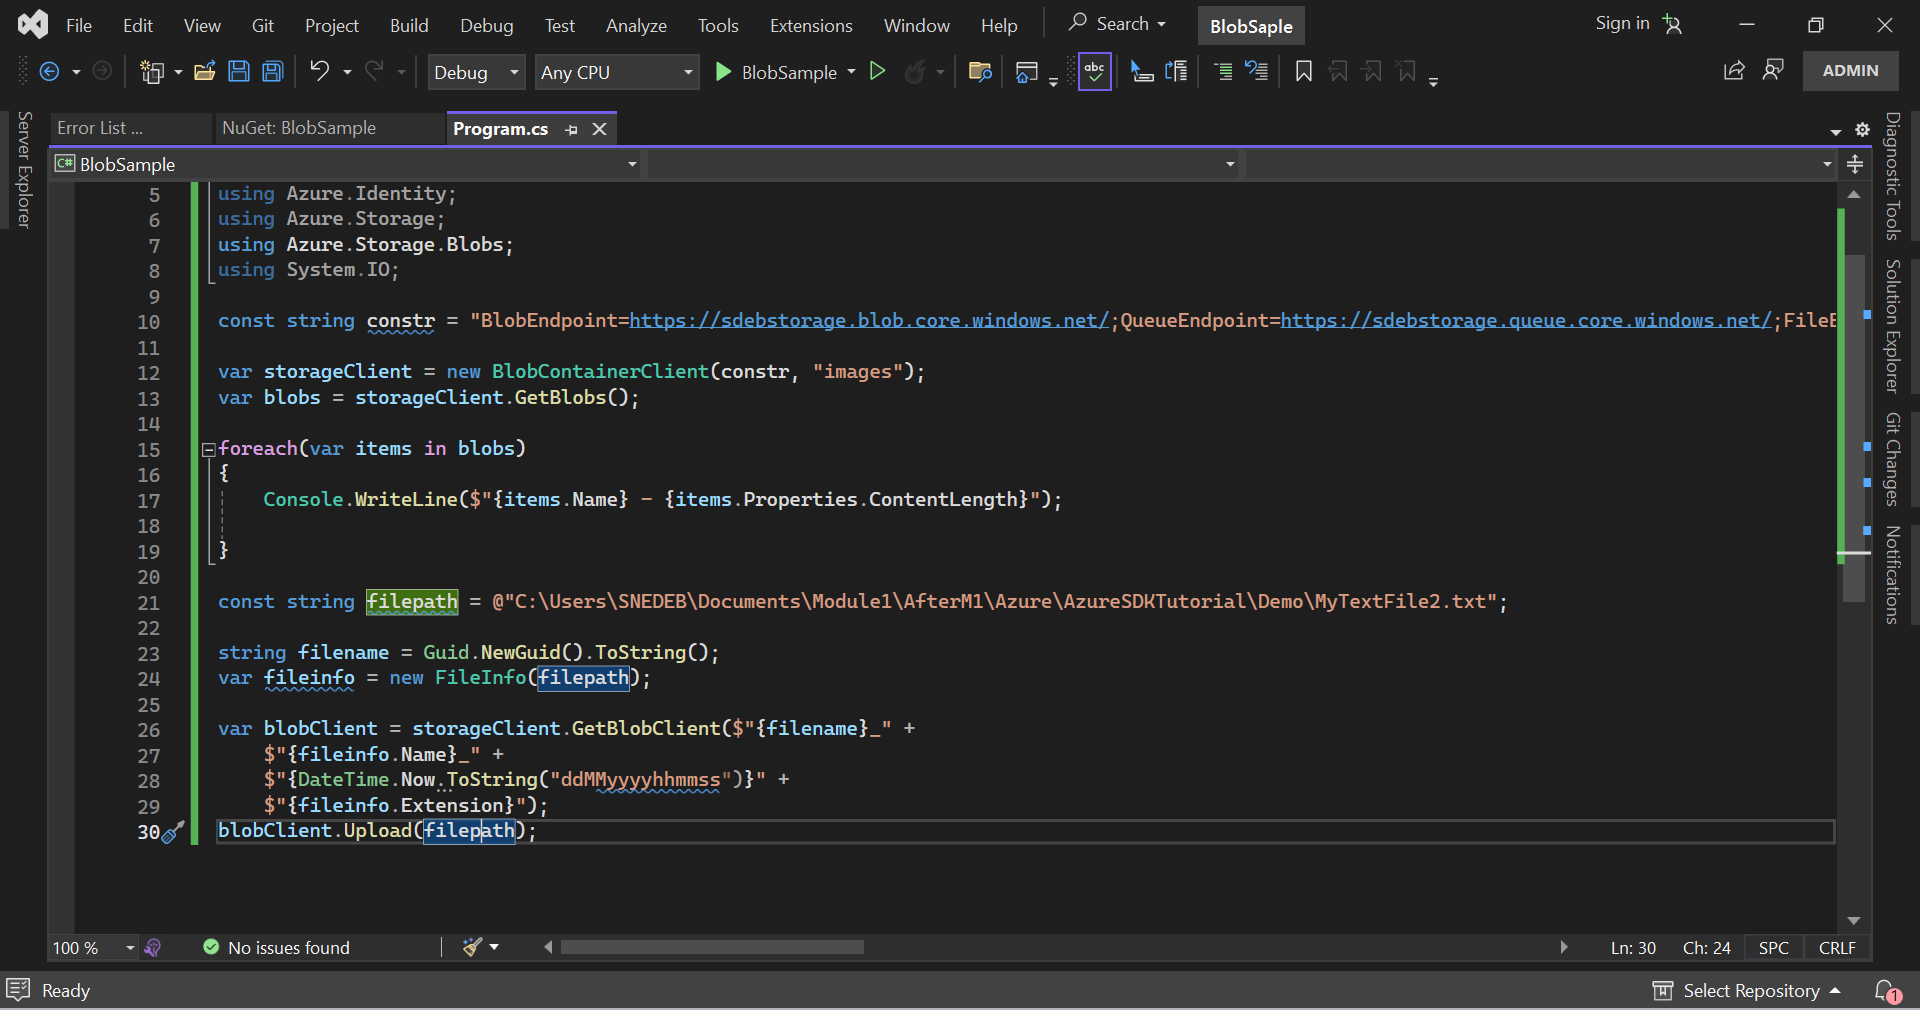 File Edit View Git Project Build Debug Test Analyze Tools Extensions Window Help Search BlobSaple Sign in
Debug Any CPU BlobSample abc ADMIN
Server Explorer
Error List ... NuGet: BlobSample Program.cs
C# BlobSample
5 using Azure.Identity;
6 using Azure.Storage;
7 using Azure.Storage.Blobs;
8 using System.IO;
9
10 const string constr = "BlobEndpoint=https://sdebstorage.blob.core.windows.net/;QueueEndpoint=https://sdebstorage.queue.core.windows.net/;FileE
11
12 var storageClient = new BlobContainerClient(constr, "images");
13 var blobs = storageClient.GetBlobs();
14
15 foreach(var items in blobs)
16 {
17 Console.WriteLine($"{items.Name} - {items.Properties.ContentLength}");
18
19 }
20
21 const string filepath = @"C:\Users\SNEDEB\Documents\Module1\AfterM1\Azure\AzureSDKTutorial\Demo\MyTextFile2.txt";
22
23 string filename = Guid.NewGuid().ToString();
24 var fileinfo = new FileInfo(filepath);
25
26 var blobClient = storageClient.GetBlobClient($"{filename}_" +
27 $"{fileinfo.Name}_" +
28 $"{DateTime.Now.ToString("ddMMyyyyhhmmss")}" +
29 $"{fileinfo.Extension}");
30 blobClient.Upload(filepath);
Diagnostic Tools
Solution Explorer
Git Changes
Notifications
100 % No issues found Ln: 30 Ch: 24 SPC CRLF
Ready Select Repository 1